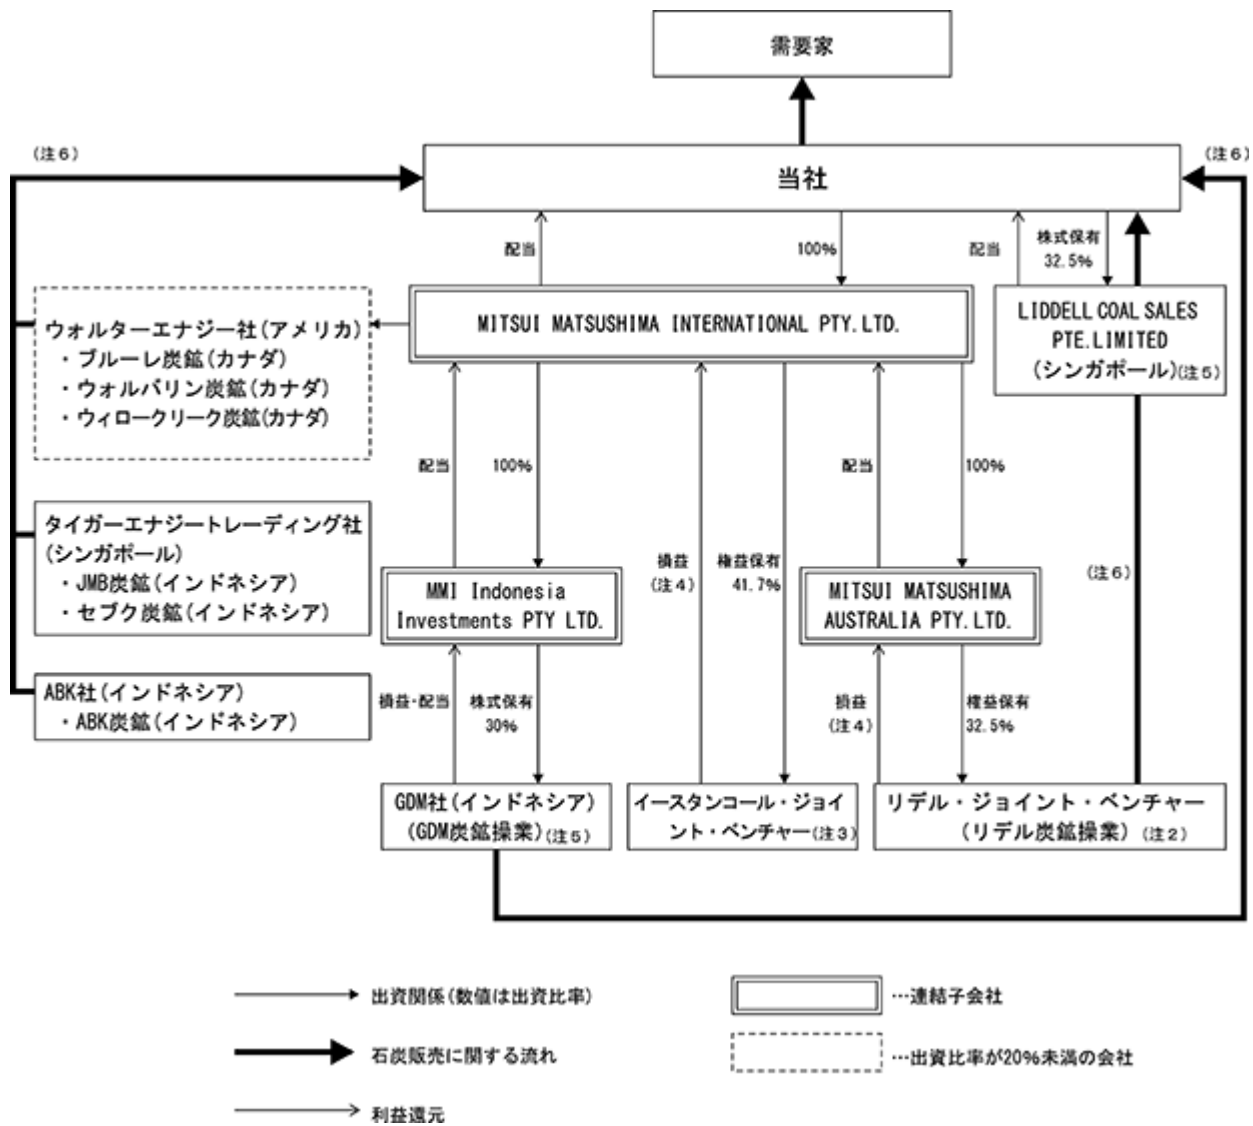 需要家
(注6)
(注6)
当社
配当
100%
配当
株式保有
32.5%
ウォルターエナジー社(アメリカ)
・ブルーレ炭鉱(カナダ)
・ウォルバリン炭鉱(カナダ)
・ウィロークリーク炭鉱(カナダ)
MITSUI MATSUSHIMA INTERNATIONAL PTY.LTD.
LIDDELL COAL SALES
PTE.LIMITED
(シンガポール)(注5)
配当
100%
配当
100%
タイガーエナジートレーディング社
(シンガポール)
・JMB炭鉱(インドネシア)
・セブク炭鉱(インドネシア)
MMI Indonesia
Investments PTY LTD.
損益
(注4)
権益保有
41.7%
MITSUI MATSUSHIMA
AUSTRALIA PTY.LTD.
(注6)
ABK社(インドネシア)
・ABK炭鉱(インドネシア)
損益・配当
株式保有
30%
損益
(注4)
権益保有
32.5%
GDM社(インドネシア)
(GDM炭鉱操業)(注5)
イースタンコール・ジョイ
ント・ベンチャー(注3)
リデル・ジョイント・ベンチャー
(リデル炭鉱操業)(注2)
出資関係(数値は出資比率)
…連結子会社
石炭販売に関する流れ
…出資比率が20%未満の会社
利益還元